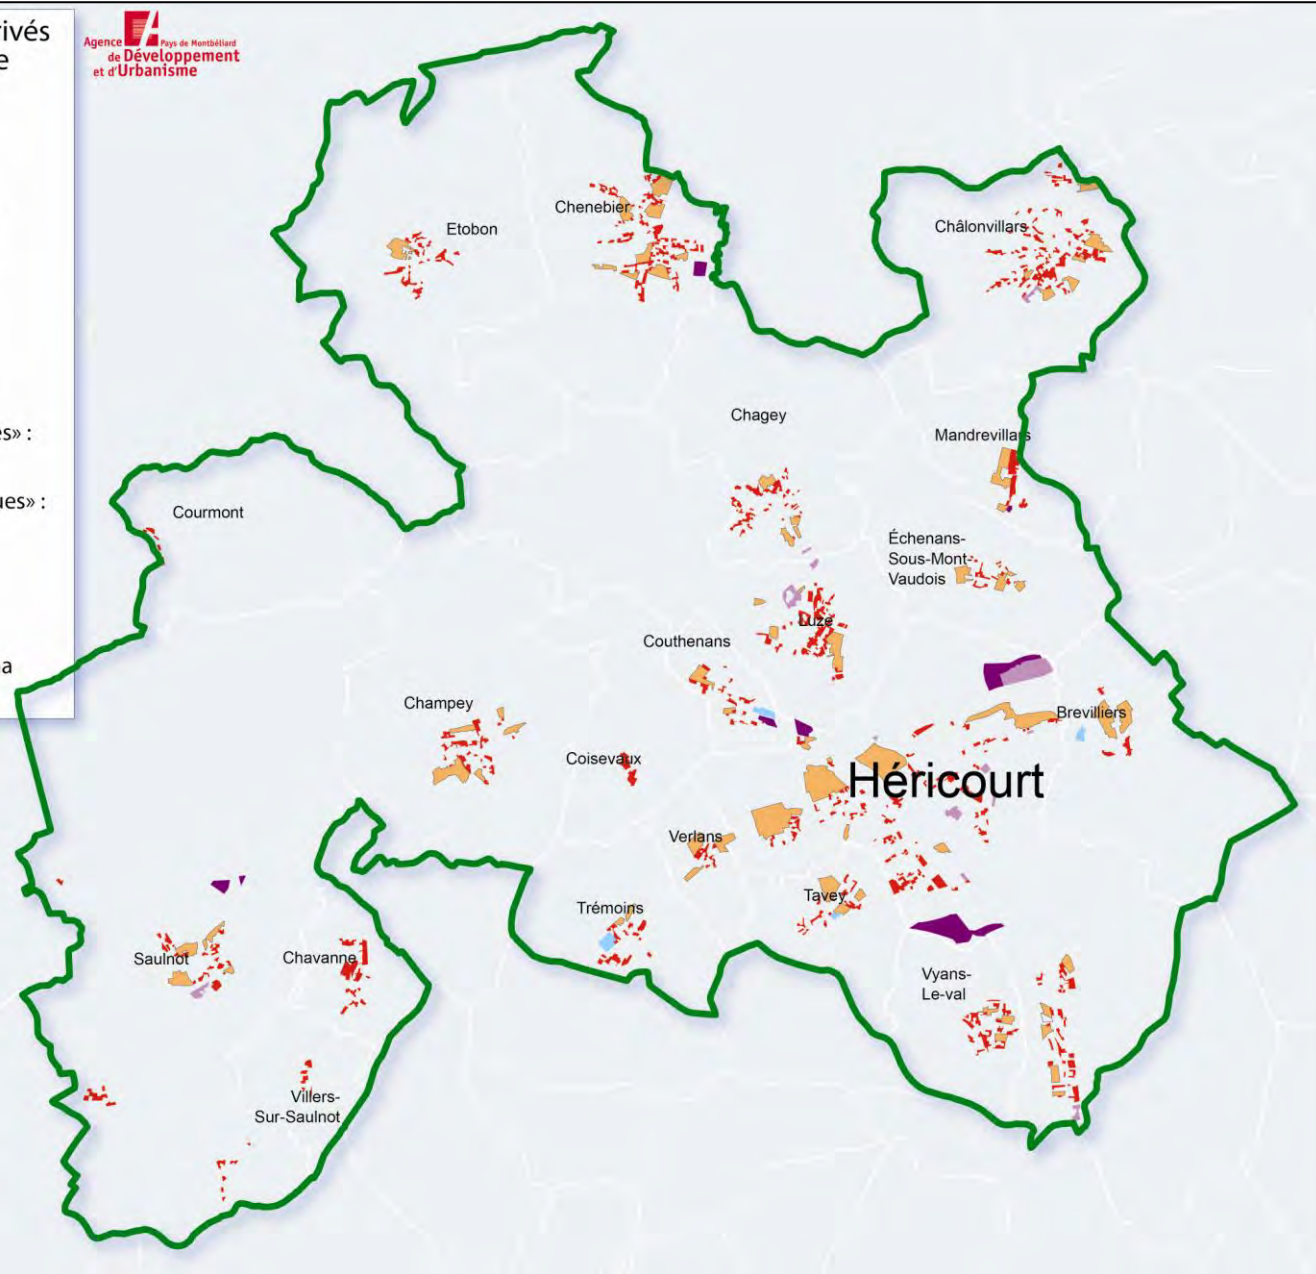 rivés
e
es» :
ues» :
ha
Agence Pays de Montbéliard
de Développement
et d'Urbanisme
Chenebier
Etobon
Châlonvillars
Chagey
Mandrevillars
Courmont
Échenans-
Sous-Mont-
Vaudois
Luze
Couthenans
Champey
Brevilliers
Coisevaux
Héricourt
Verlans
Tavey
Trémoins
Saulnot
Chavanne
Vyans-
Le-val
Villers-
Sur-Saulnot